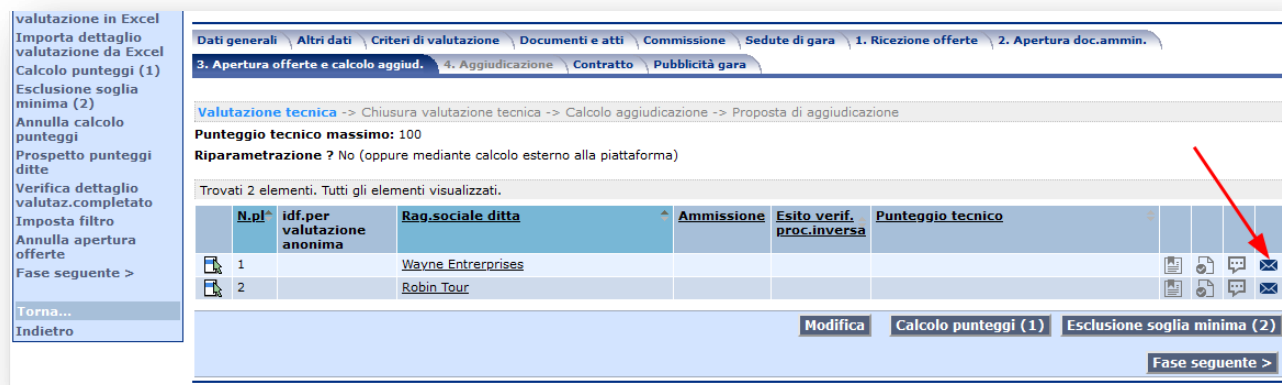 valutazione in Excel
Importa dettaglio
valutazione da Excel
Calcolo punteggi (1)
Esclusione soglia
minima (2)
Annulla calcolo
punteggi
Prospetto punteggi
ditte
Verifica dettaglio
valutaz.completato
Imposta filtro
Annulla apertura
offerte
Fase seguente >
Torna...
Indietro
Dati generali Altri dati Criteri di valutazione Documenti e atti Commissione Sedute di gara 1. Ricezione offerte 2. Apertura doc.ammin.
3. Apertura offerte e calcolo aggiud. 4. Aggiudicazione Contratto Pubblicità gara
Valutazione tecnica -> Chiusura valutazione tecnica -> Calcolo aggiudicazione -> Proposta di aggiudicazione
Punteggio tecnico massimo: 100
Riparametrazione ? No (oppure mediante calcolo esterno alla piattaforma)
Trovati 2 elementi. Tutti gli elementi visualizzati.
N.pl idf.per Rag.sociale ditta Ammissione Esito verif. Punteggio tecnico
valutazione proc.inversa
anonima
1 Wayne Entrerprises
2 Robin Tour
Modifica Calcolo punteggi (1) Esclusione soglia minima (2)
Fase seguente >